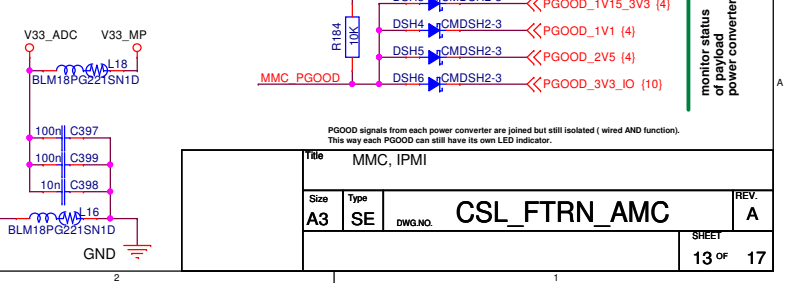 V33_ADC
V33_MP
L18
BLM18PG221SN1D
100n
C397
100n
C399
10n
C398
L16
BLM18PG221SN1D
GND
R184
10K
CMDSH2-3
PGOOD_1V15_3V3 {4}
DSH4
CMDSH2-3
PGOOD_1V1 {4}
DSH5
CMDSH2-3
PGOOD_2V5 {4}
MMC_PGOOD
DSH6
CMDSH2-3
PGOOD_3V3_IO {10}
monitor status
of payload
power converter
A
PGOOD signals from each power converter are joined but still isolated ( wired AND function).
This way each PGOOD can still have its own LED indicator.
Title
MMC, IPMI
Size
A3
Type
SE
DWG.NO.
CSL_FTRN_AMC
REV.
A
SHEET
13 OF 17
2
1